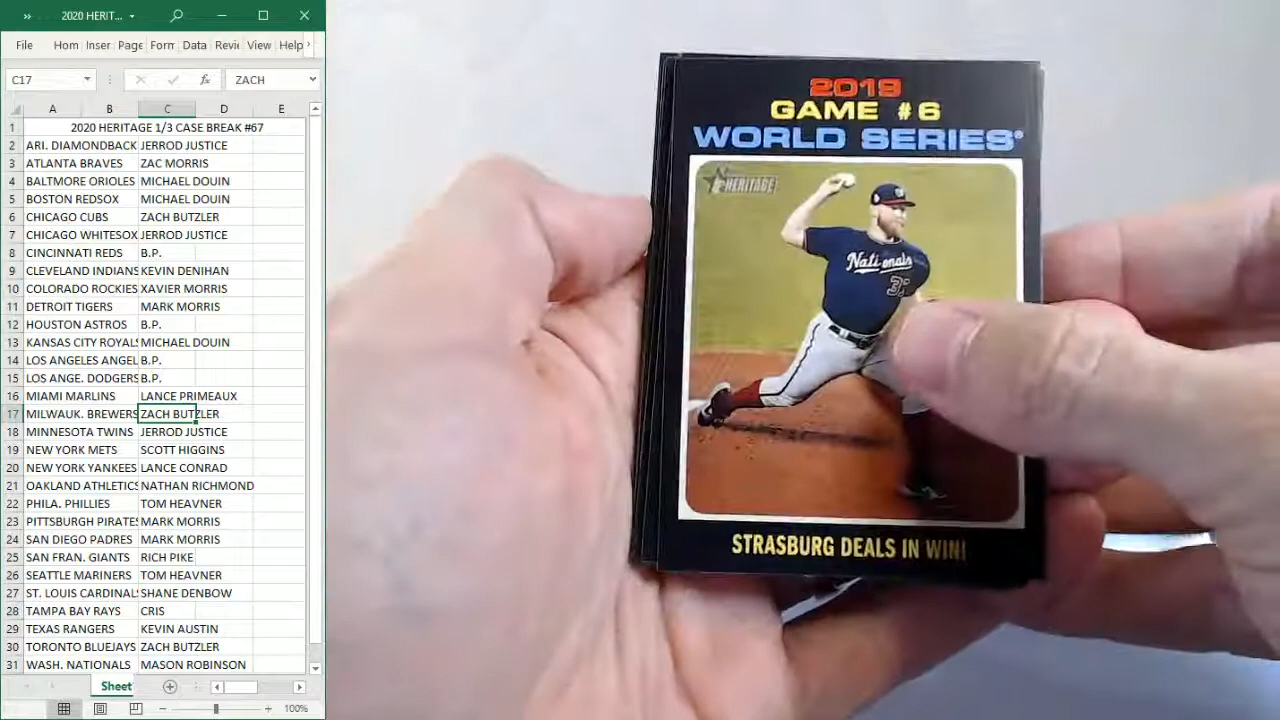 2020 HERIT...
File Hom Inser Page Form Data Revie View Help
C17 fx ZACH
A B C D E
1 2020 HERITAGE 1/3 CASE BREAK #67
2 ARI. DIAMONDBACK JERROD JUSTICE
3 ATLANTA BRAVES ZAC MORRIS
4 BALTMORE ORIOLES MICHAEL DOUIN
5 BOSTON REDSOX MICHAEL DOUIN
6 CHICAGO CUBS ZACH BUTZLER
7 CHICAGO WHITESOX JERROD JUSTICE
8 CINCINNATI REDS B.P.
9 CLEVELAND INDIANS KEVIN DENIHAN
10 COLORADO ROCKIES XAVIER MORRIS
11 DETROIT TIGERS MARK MORRIS
12 HOUSTON ASTROS B.P.
13 KANSAS CITY ROYALS MICHAEL DOUIN
14 LOS ANGELES ANGEL B.P.
15 LOS ANGE. DODGERS B.P.
16 MIAMI MARLINS LANCE PRIMEAUX
17 MILWAUK. BREWERS ZACH BUTZLER
18 MINNESOTA TWINS JERROD JUSTICE
19 NEW YORK METS SCOTT HIGGINS
20 NEW YORK YANKEES LANCE CONRAD
21 OAKLAND ATHLETICS NATHAN RICHMOND
22 PHILA. PHILLIES TOM HEAVNER
23 PITTSBURGH PIRATES MARK MORRIS
24 SAN DIEGO PADRES MARK MORRIS
25 SAN FRAN. GIANTS RICH PIKE
26 SEATTLE MARINERS TOM HEAVNER
27 ST. LOUIS CARDINALS SHANE DENBOW
28 TAMPA BAY RAYS CRIS
29 TEXAS RANGERS KEVIN AUSTIN
30 TORONTO BLUEJAYS ZACH BUTZLER
31 WASH. NATIONALS MASON ROBINSON
Sheet
100%
2019
GAME #6
WORLD SERIES®
HERITAGE
Nationals
STRASBURG DEALS IN WIN!